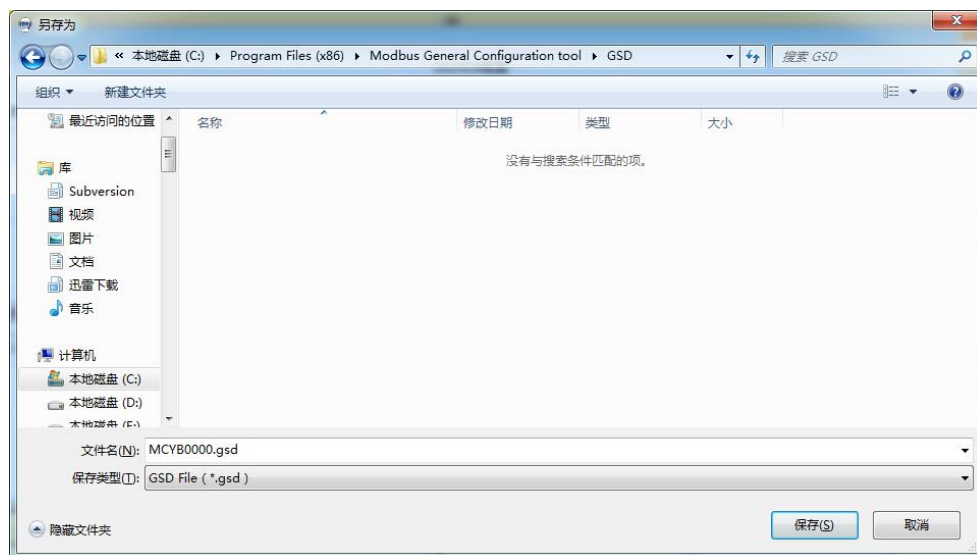 另存为
« 本地磁盘 (C:) ▸ Program Files (x86) ▸ Modbus General Configuration tool ▸ GSD
搜索 GSD
组织 新建文件夹
最近访问的位置
名称 修改日期 类型 大小
没有与搜索条件匹配的项。
库
Subversion
视频
图片
文档
迅雷下载
音乐
计算机
本地磁盘 (C:)
本地磁盘 (D:)
本地磁盘 (E:)
文件名(N): MCYB0000.gsd
保存类型(T): GSD File ( *.gsd )
隐藏文件夹 保存(S) 取消